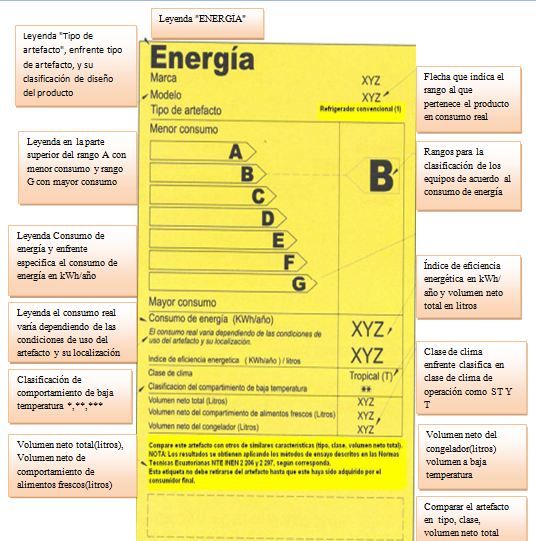 Leyenda "ENERGÍA"
Leyenda "Tipo de
artefacto", enfrente tipo
de artefacto, y su
clasificación de diseño
del producto
Leyenda en la parte
superior del rango A con
menor consumo y rango
G con mayor consumo
Leyenda Consumo de
energía y enfrente
especifica el consumo de
energía en kWh/año
Leyenda el consumo real
varía dependiendo de las
condiciones de uso del
artefacto y su localización
Clasificación de
comportamiento de baja
temperatura *,**,***
Volumen neto total(litros),
Volumen neto de
comportamiento de
alimentos frescos(litros)
Energía
Marca XYZ
Modelo XYZ
Tipo de artefacto Refrigerador convencional (1)
Menor consumo
A
B B
C
D
E
F
G
Mayor consumo
Consumo de energía (KWh/año) XYZ
El consumo real varia dependiendo de las condiciones de
uso del artefacto y su localización.
Indice de eficiencia energetica ( KWh/año ) / litros XYZ
Clase de clima Tropical (T)
Clasificacion del compartimiento de baja temperatura **
Volumen neto total (Litros) XYZ
Volumen neto del compartimiento de alimentos frescos (Litros) XYZ
Volumen neto del congelador (Litros) XYZ
Compare este artefacto con otros de similares características (tipo, clase, volumen neto total).
NOTA: Los resultados se obtienen aplicando los métodos de ensayo descritos en las Normas
Tecnicas Ecuatorianas NTE INEN 2 206 y 2 297, según corresponda.
Esta etiqueta no debe retirarse del artefacto hasta que este haya sido adquirido por el
consumidor final.
Flecha que indica el
rango al que
pertenece el producto
en consumo real
Rangos para la
clasificación de los
equipos de acuerdo al
consumo de energía
Índice de eficiencia
energética en kWh/
año y volumen neto
total en litros
Clase de clima
enfrente clasifica en
clase de clima de
operación como ST Y
T
Volumen neto del
congelador(litros)
volumen a baja
temperatura
Comparar el artefacto
en tipo, clase,
volumen neto total